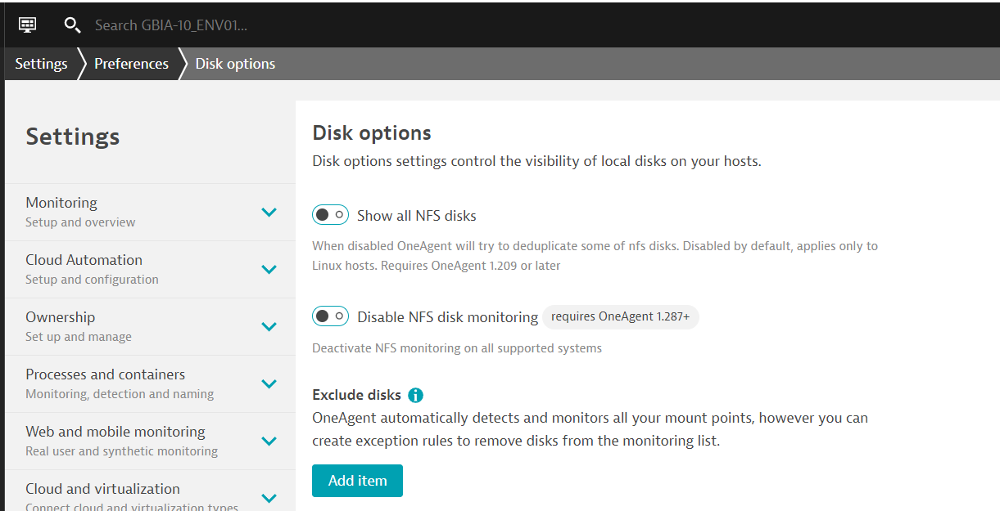 Search GBIA-10_ENV01...
Settings
Preferences
Disk options
Settings
Monitoring
Setup and overview
Cloud Automation
Setup and configuration
Ownership
Set up and manage
Processes and containers
Monitoring, detection and naming
Web and mobile monitoring
Real user and synthetic monitoring
Cloud and virtualization
Connect cloud and virtualization types
Disk options
Disk options settings control the visibility of local disks on your hosts.
Show all NFS disks
When disabled OneAgent will try to deduplicate some of nfs disks. Disabled by default, applies only to
Linux hosts. Requires OneAgent 1.209 or later
Disable NFS disk monitoring requires OneAgent 1.287+
Deactivate NFS monitoring on all supported systems
Exclude disks
OneAgent automatically detects and monitors all your mount points, however you can
create exception rules to remove disks from the monitoring list.
Add item